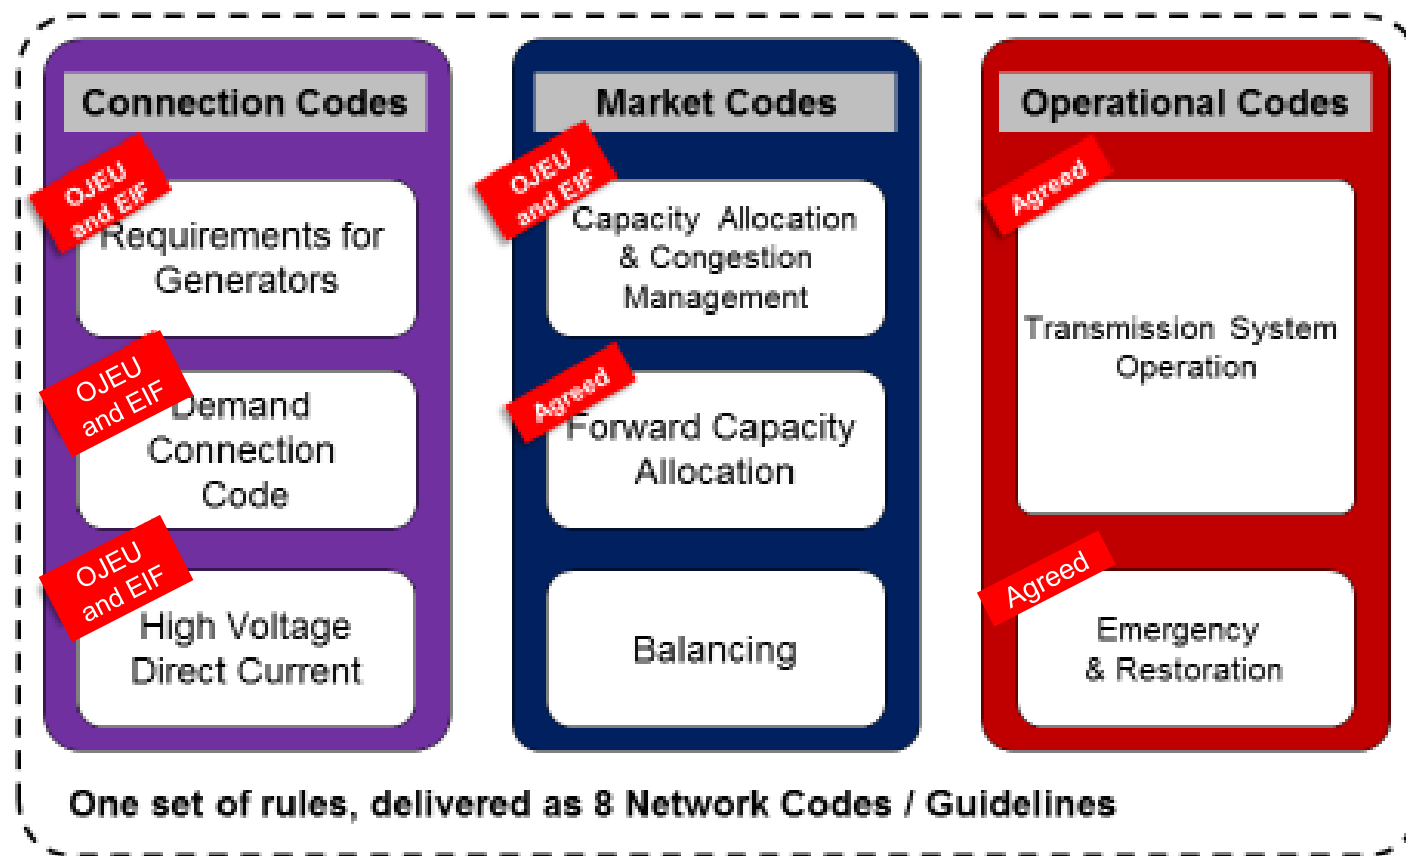 Connection Codes
OJEU
and EIF
Requirements for
Generators
OJEU
and EIF
Demand
Connection
Code
OJEU
and EIF
High Voltage
Direct Current
Market Codes
OJEU
and EIF
Capacity Allocation
& Congestion
Management
Agreed
Forward Capacity
Allocation
Balancing
Operational Codes
Agreed
Transmission System
Operation
Agreed
Emergency
& Restoration
One set of rules, delivered as 8 Network Codes / Guidelines